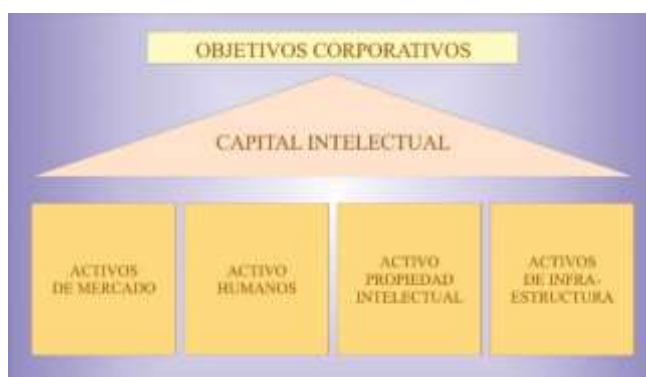 OBJETIVOS CORPORATIVOS
CAPITAL INTELECTUAL
ACTIVOS
DE MERCADO
ACTIVO
HUMANOS
ACTIVO
PROPIEDAD
INTELECTUAL
ACTIVOS
DE INFRA-
ESTRUCTURA